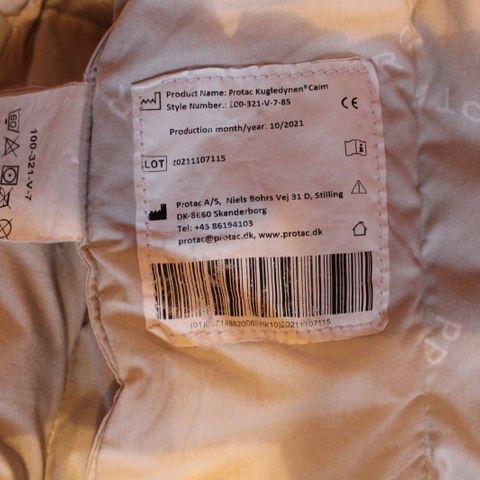 Product Name: Protac Kugledynen®Calm
Style Number.: 100-321-V-7-85
CE
Production month/year: 10/2021
LOT 20211107115
Protac A/S, Niels Bohrs Vej 31 D, Stilling
DK-8660 Skanderborg
Tel: +45 86194103
protac@protac.dk, www.protac.dk
100-321-V-7
80